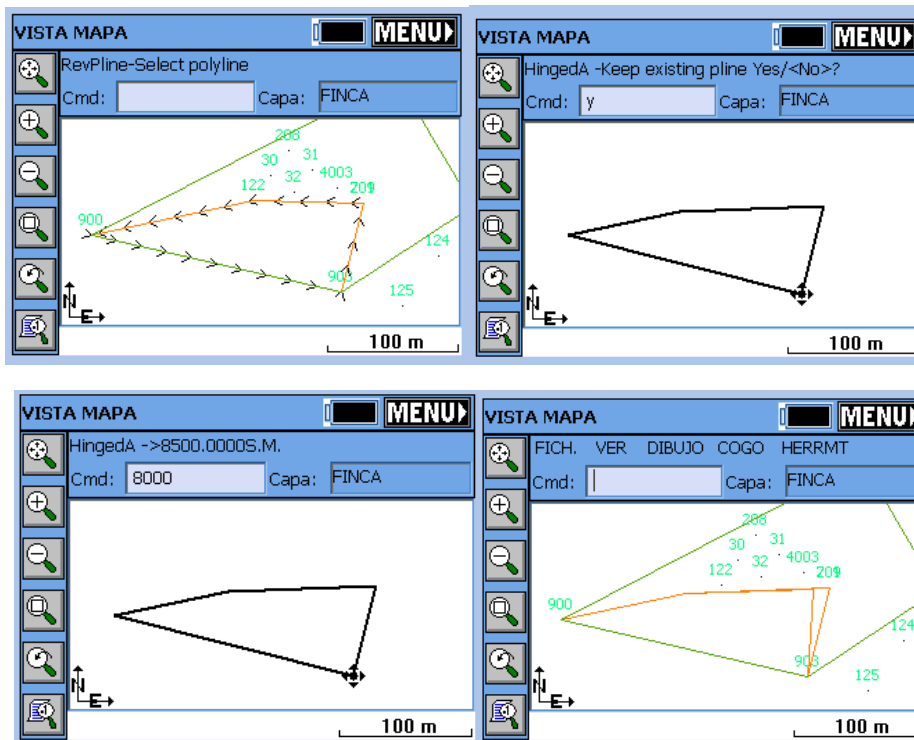 VISTA MAPA MENU
RevPline-Select polyline
Cmd: Capa: FINCA
208
30 31
122 32 4003
209
900
903
124
125
N
E
100 m
VISTA MAPA MENU
HingedA -Keep existing pline Yes/<No>?
Cmd: y Capa: FINCA
N
E
100 m
VISTA MAPA MENU
HingedA ->8500.0000S.M.
Cmd: 8000 Capa: FINCA
N
E
100 m
VISTA MAPA MENU
FICH. VER DIBUJO COGO HERRMT
Cmd: Capa: FINCA
208
30 31
122 32 4003
900
903
124
125
N
E
100 m